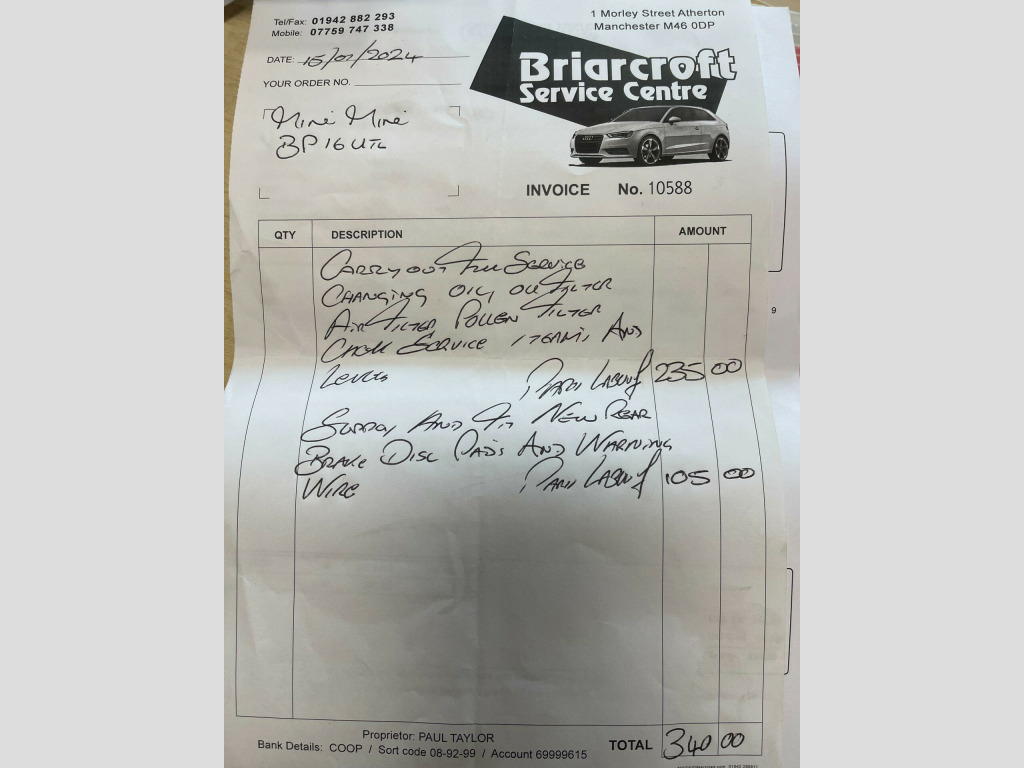 Tel/Fax: 01942 882 293
Mobile: 07759 747 338
1 Morley Street Atherton
Manchester M46 0DP
DATE: 15/02/2024
YOUR ORDER NO.
Briarcroft
Service Centre
Mini Mini
BP16UTL
INVOICE No. 10588
QTY DESCRIPTION AMOUNT
CARRY OUT FULL SERVICE
CHANGING OIL, OIL FILTER
AIR FILTER POLLEN FILTER
CHECK SERVICE ITEMS AND
LEVELS PARTS LABOUR £ 235 00
SUPPLY AND FIT NEW REAR
BRAKE DISC PADS AND WARNING
WIRE PARTS LABOUR £ 105 00
Proprietor: PAUL TAYLOR
Bank Details: COOP / Sort code 08-92-99 / Account 69999615
TOTAL 340 00
9